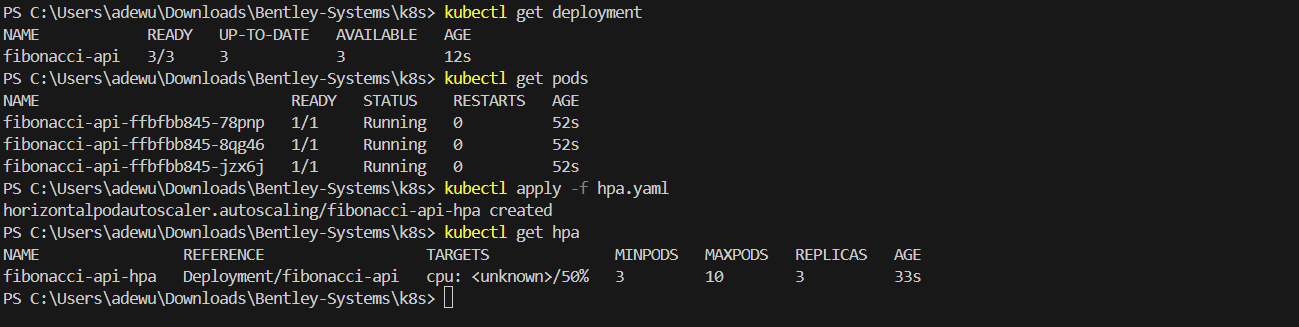 PS C:\Users\adewu\Downloads\Bentley-Systems\k8s> kubectl get deployment
NAME            READY   UP-TO-DATE   AVAILABLE   AGE
fibonacci-api   3/3     3            3           12s
PS C:\Users\adewu\Downloads\Bentley-Systems\k8s> kubectl get pods
NAME                            READY   STATUS    RESTARTS   AGE
fibonacci-api-ffbfbb845-78pnp   1/1     Running   0          52s
fibonacci-api-ffbfbb845-8qg46   1/1     Running   0          52s
fibonacci-api-ffbfbb845-jzx6j   1/1     Running   0          52s
PS C:\Users\adewu\Downloads\Bentley-Systems\k8s> kubectl apply -f hpa.yaml
horizontalpodautoscaler.autoscaling/fibonacci-api-hpa created
PS C:\Users\adewu\Downloads\Bentley-Systems\k8s> kubectl get hpa
NAME                REFERENCE                  TARGETS              MINPODS   MAXPODS   REPLICAS   AGE
fibonacci-api-hpa   Deployment/fibonacci-api   cpu: <unknown>/50%   3         10        3          33s
PS C:\Users\adewu\Downloads\Bentley-Systems\k8s>